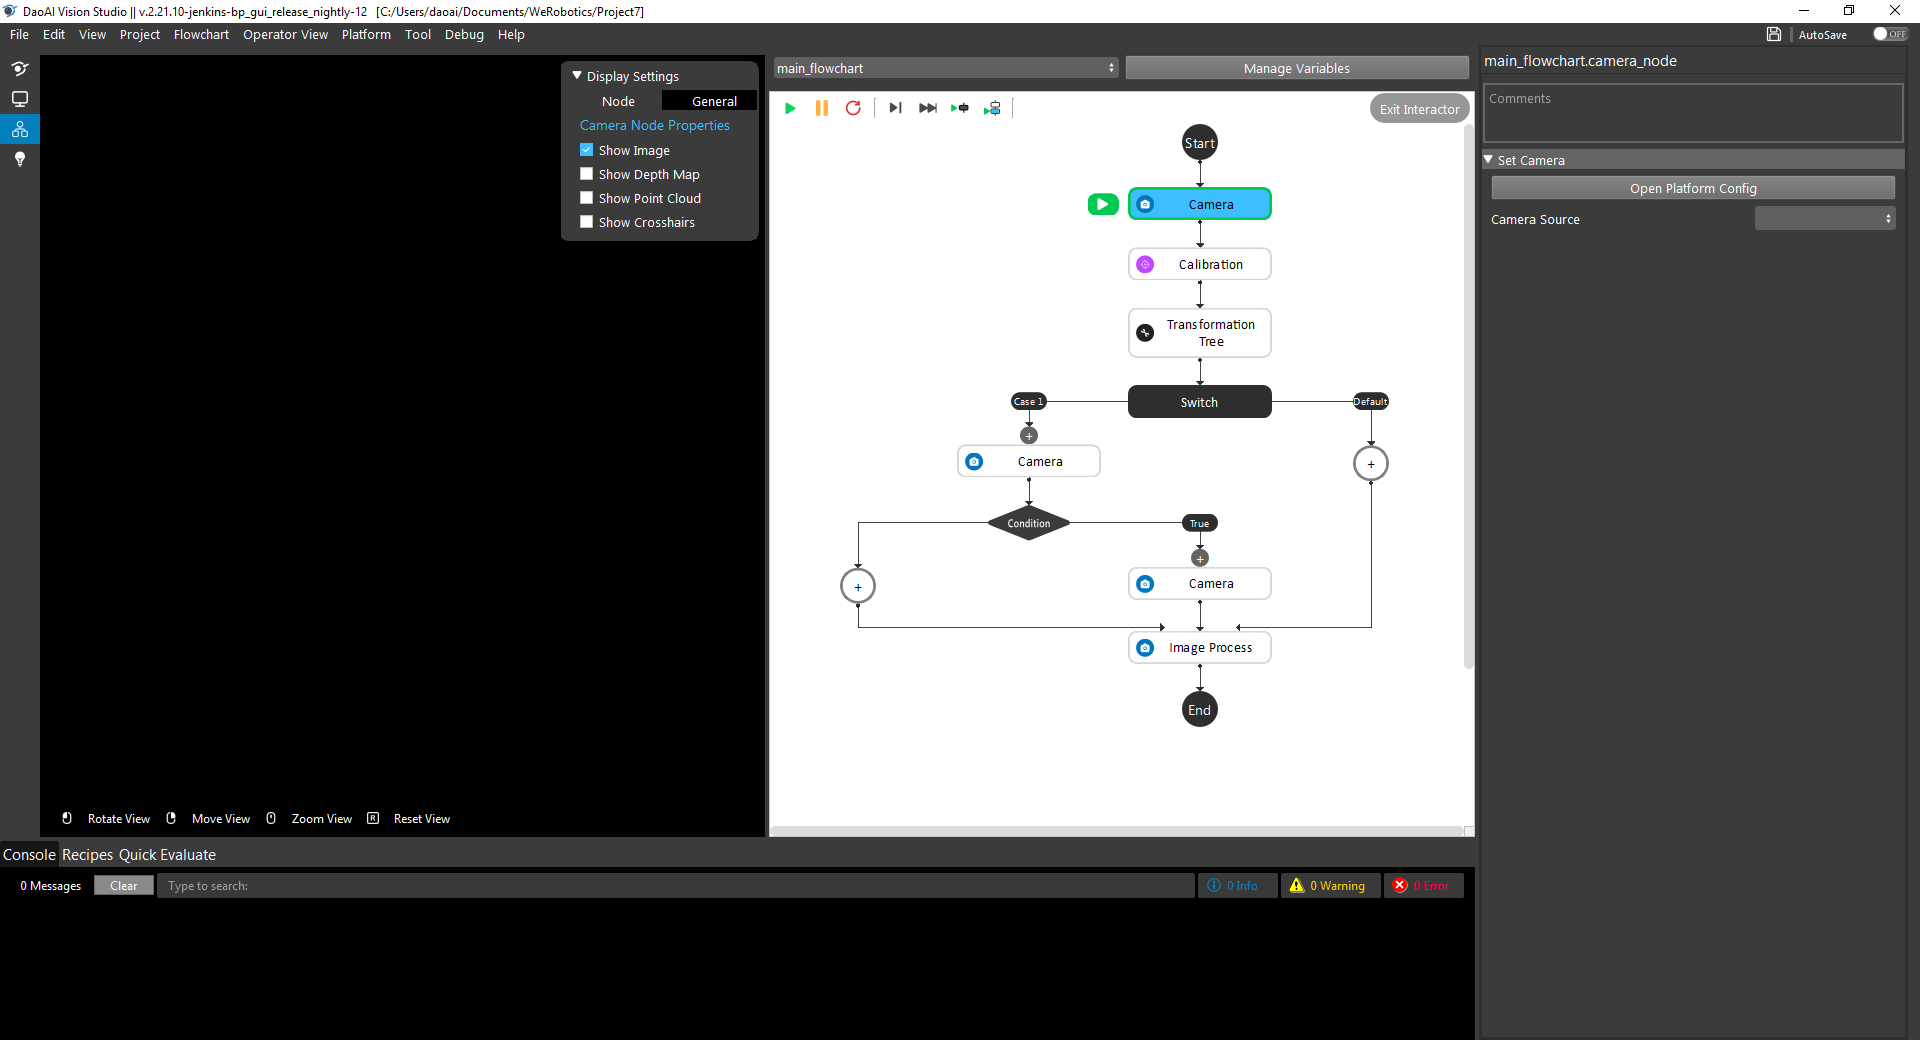 DaoAI Vision Studio || v.2.21.10-jenkins-bp_gui_release_nightly-12 [C:/Users/daoai/Documents/WeRobotics/Project7]
File Edit View Project Flowchart Operator View Platform Tool Debug Help
AutoSave
OFF
Display Settings
Node General
Camera Node Properties
Show Image
Show Depth Map
Show Point Cloud
Show Crosshairs
Rotate View Move View Zoom View R Reset View
main_flowchart
Manage Variables
Exit Interactor
Start
Camera
Calibration
Transformation
Tree
Case 1 Switch Default
+
Camera
+
Condition True
+
+
Camera
Image Process
End
main_flowchart.camera_node
Comments
Set Camera
Open Platform Config
Camera Source
Console Recipes Quick Evaluate
0 Messages Clear Type to search: 0 Info 0 Warning 0 Error